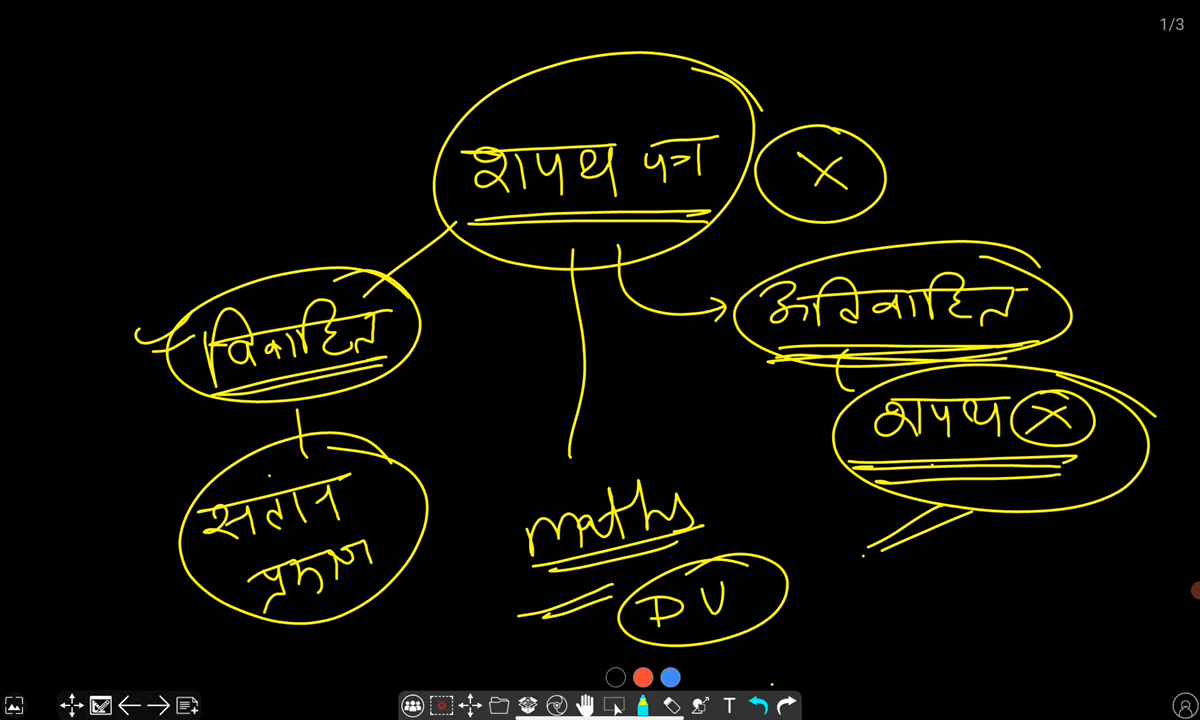 1/3
शपथ पत्र
X
विवाहित
अविवाहित
शपथ X
संतान
प्रमाण
maths
DV
T